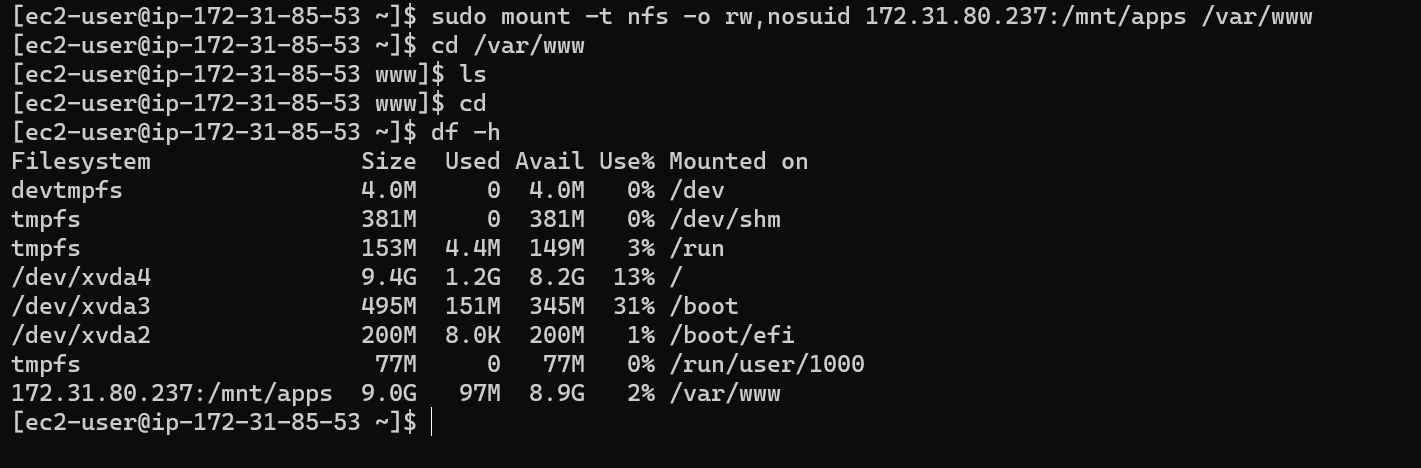 [ec2-user@ip-172-31-85-53 ~]$ sudo mount -t nfs -o rw,nosuid 172.31.80.237:/mnt/apps /var/www
[ec2-user@ip-172-31-85-53 ~]$ cd /var/www
[ec2-user@ip-172-31-85-53 www]$ ls
[ec2-user@ip-172-31-85-53 www]$ cd
[ec2-user@ip-172-31-85-53 ~]$ df -h
Filesystem               Size  Used Avail Use% Mounted on
devtmpfs                 4.0M     0  4.0M   0% /dev
tmpfs                    381M     0  381M   0% /dev/shm
tmpfs                    153M  4.4M  149M   3% /run
/dev/xvda4               9.4G  1.2G  8.2G  13% /
/dev/xvda3               495M  151M  345M  31% /boot
/dev/xvda2               200M  8.0K  200M   1% /boot/efi
tmpfs                     77M     0   77M   0% /run/user/1000
172.31.80.237:/mnt/apps  9.0G   97M  8.9G   2% /var/www
[ec2-user@ip-172-31-85-53 ~]$